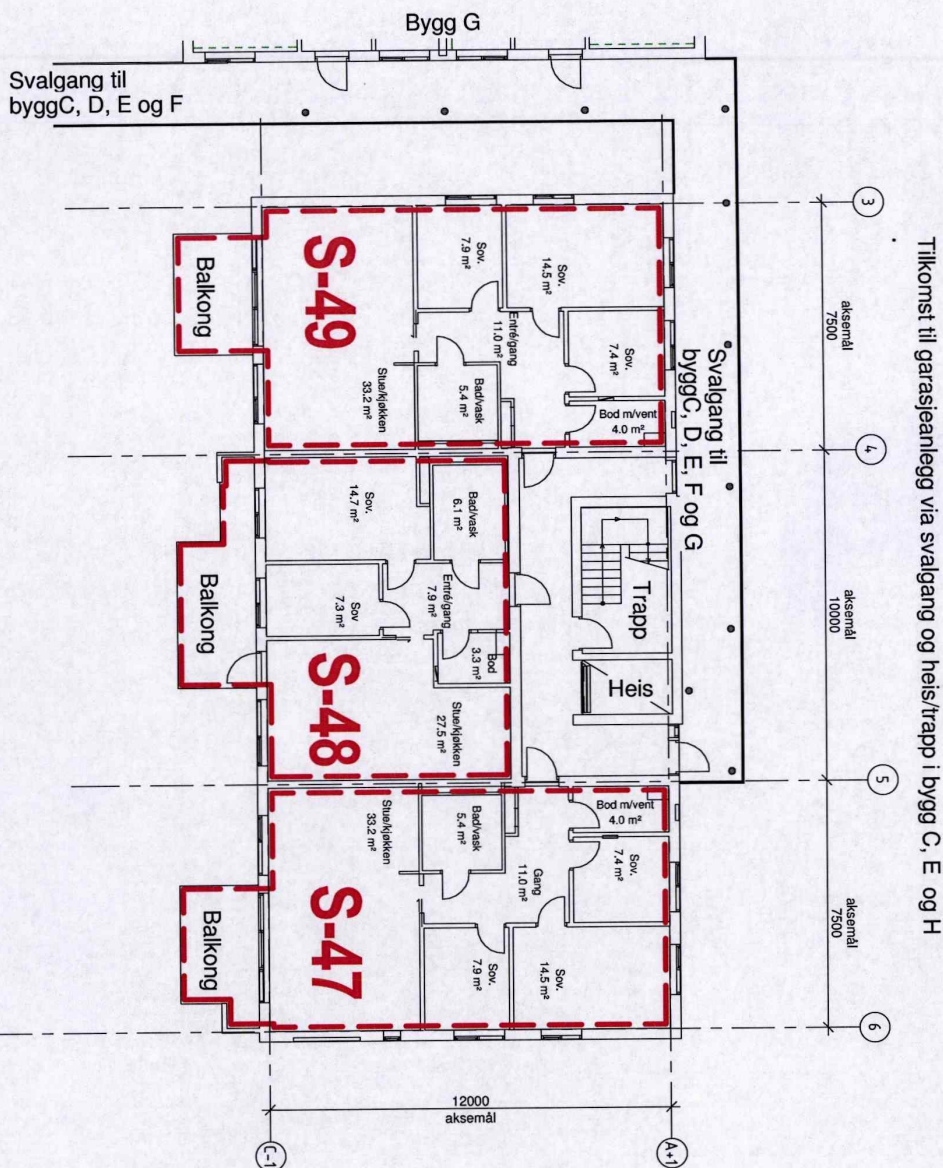 Bygg G
Svalgang til
byggC, D, E og F
Tilkomst til garasjeanlegg via svalgang og heis/trapp i bygg C, E og H
3
aksemål
7500
4
aksemål
10000
5
aksemål
7500
6
Svalgang til
byggC, D, E, F og G
Sov.
7.9 m²
Sov.
14.5 m²
Sov.
7.4 m²
Entré/gang
11.0 m²
Bad/vask
5.4 m²
Bod m/vent
4.0 m²
S-49
Stue/kjøkken
33.2 m²
Balkong
Sov.
14.7 m²
Bad/vask
6.1 m²
Entré/gang
7.9 m²
Sov
7.3 m²
Bod
3.3 m²
S-48
Stue/kjøkken
27.5 m²
Balkong
Trapp
Heis
Stue/kjøkken
33.2 m²
Bad/vask
5.4 m²
Bod m/vent
4.0 m²
Sov.
7.4 m²
Gang
11.0 m²
S-47
Sov.
7.9 m²
Sov.
14.5 m²
Balkong
12000
aksemål
C-1
A+1